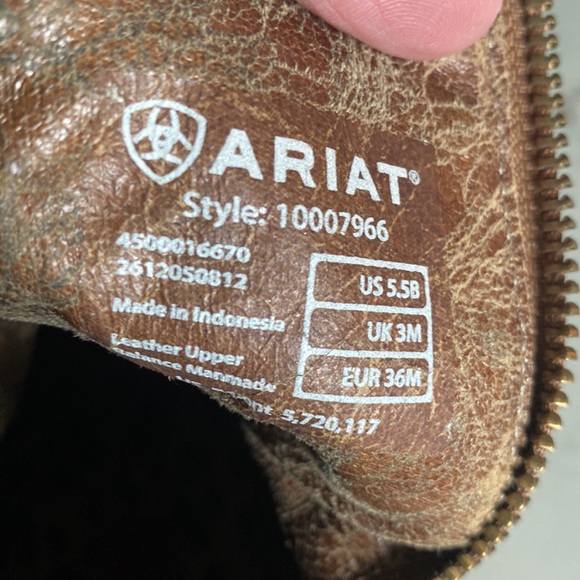 ARIAT®
Style: 10007966
4500016670
2612050812
Made in Indonesia
Leather Upper
Balance Manmade
5,720,117
US 5.5B
UK 3M
EUR 36M